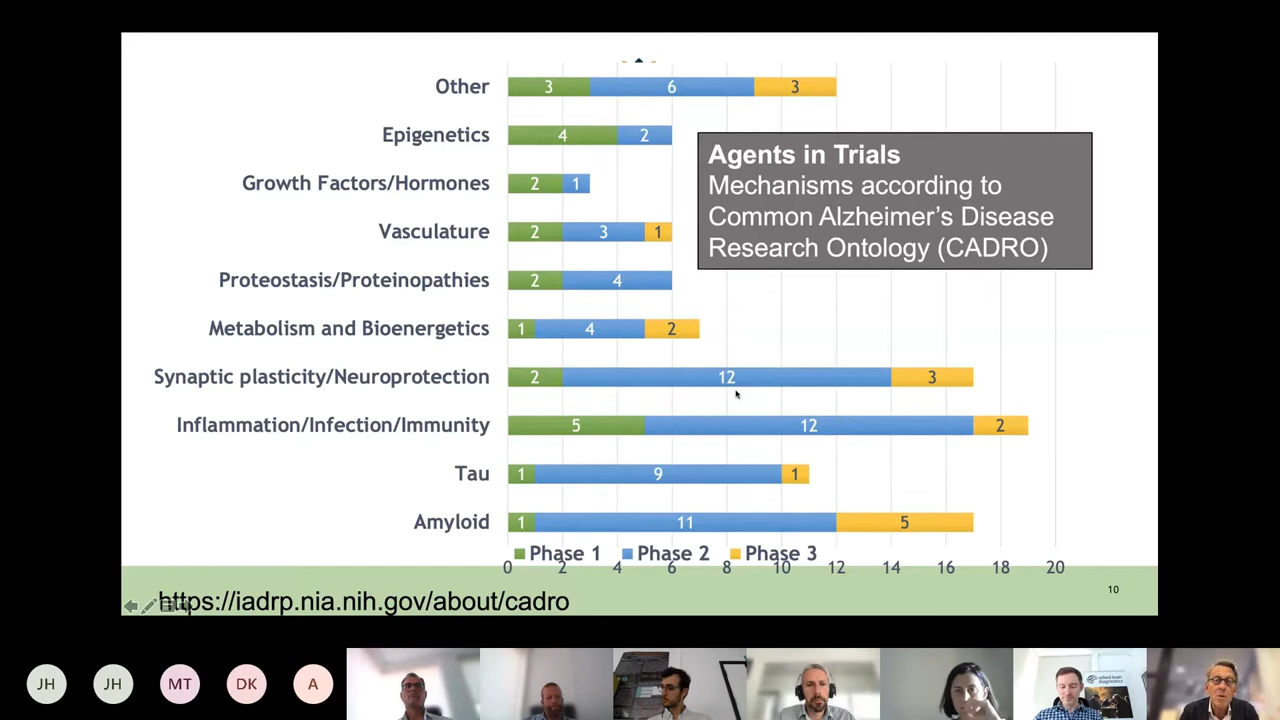 Other 3 6 3
Epigenetics 4 2
Growth Factors/Hormones 2 1
Vasculature 2 3 1
Proteostasis/Proteinopathies 2 4
Metabolism and Bioenergetics 1 4 2
Synaptic plasticity/Neuroprotection 2 12 3
Inflammation/Infection/Immunity 5 12 2
Tau 1 9 1
Amyloid 1 11 5
Agents in Trials
Mechanisms according to
Common Alzheimer's Disease
Research Ontology (CADRO)
Phase 1 Phase 2 Phase 3
0 2 4 6 8 10 12 14 16 18 20
10
https://iadrp.nia.nih.gov/about/cadro
JH JH MT DK A
oxford brain
diagnostics